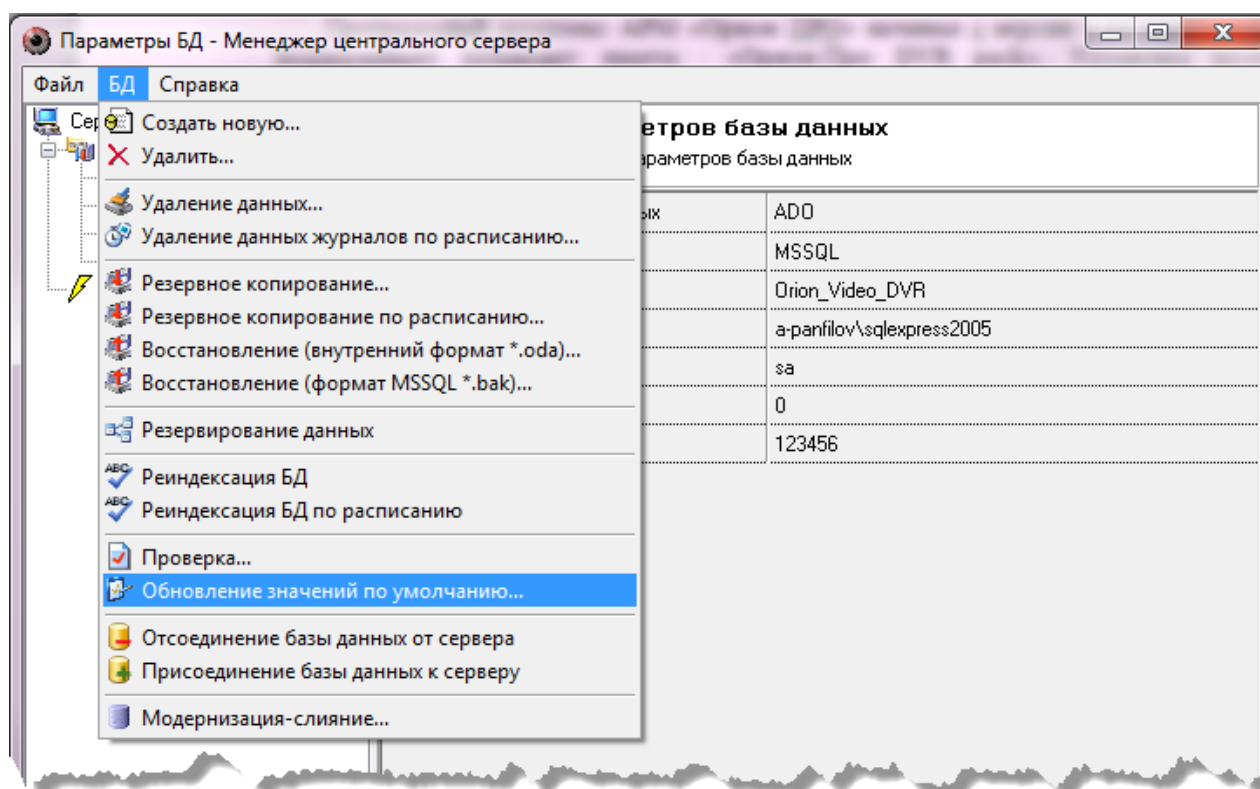 Параметры БД - Менеджер центрального сервера
Файл БД Справка
Создать новую...
Удалить...
Удаление данных...
Удаление данных журналов по расписанию...
Резервное копирование...
Резервное копирование по расписанию...
Восстановление (внутренний формат *.oda)...
Восстановление (формат MSSQL *.bak)...
Резервирование данных
Реиндексация БД
Реиндексация БД по расписанию
Проверка...
Обновление значений по умолчанию...
Отсоединение базы данных от сервера
Присоединение базы данных к серверу
Модернизация-слияние...
етров базы данных
араметров базы данных
ых ADO
MSSQL
Orion_Video_DVR
a-panfilov\sqlexpress2005
sa
0
123456